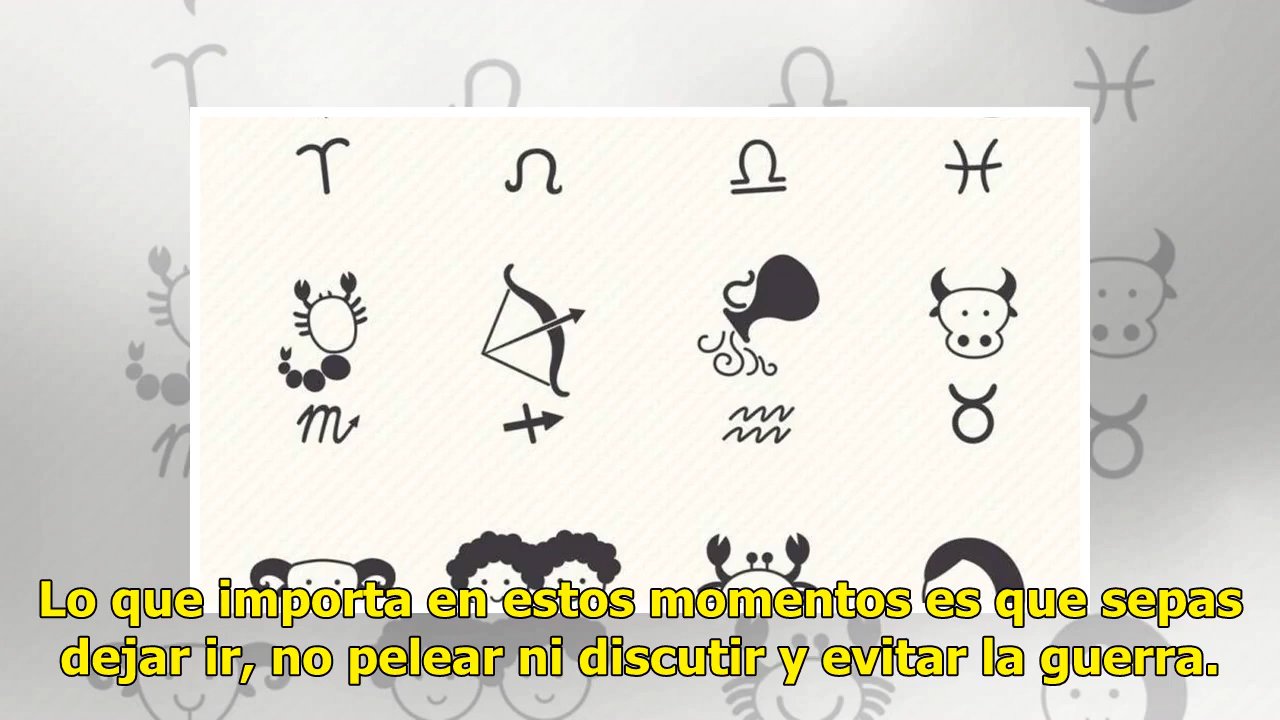 Lo que importa en estos momentos es que sepas
dejar ir, no pelear ni discutir y evitar la guerra.